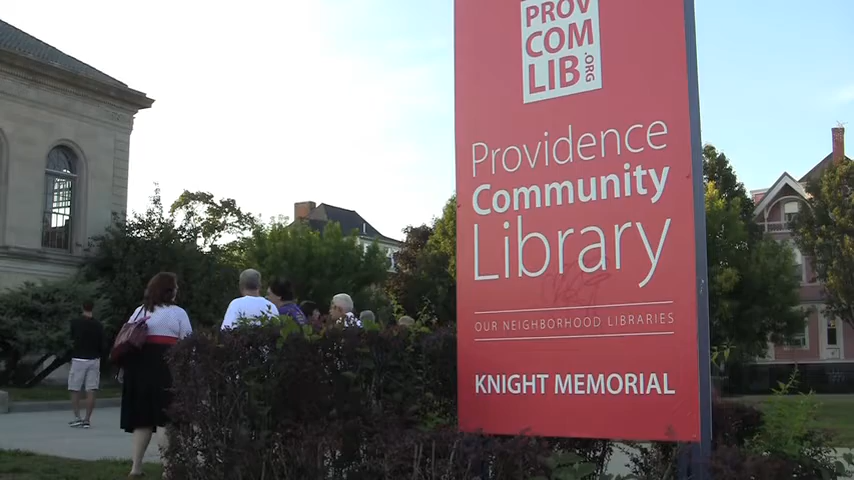 PROV
COM
LIB.ORG
Providence
Community
Library
OUR NEIGHBORHOOD LIBRARIES
KNIGHT MEMORIAL